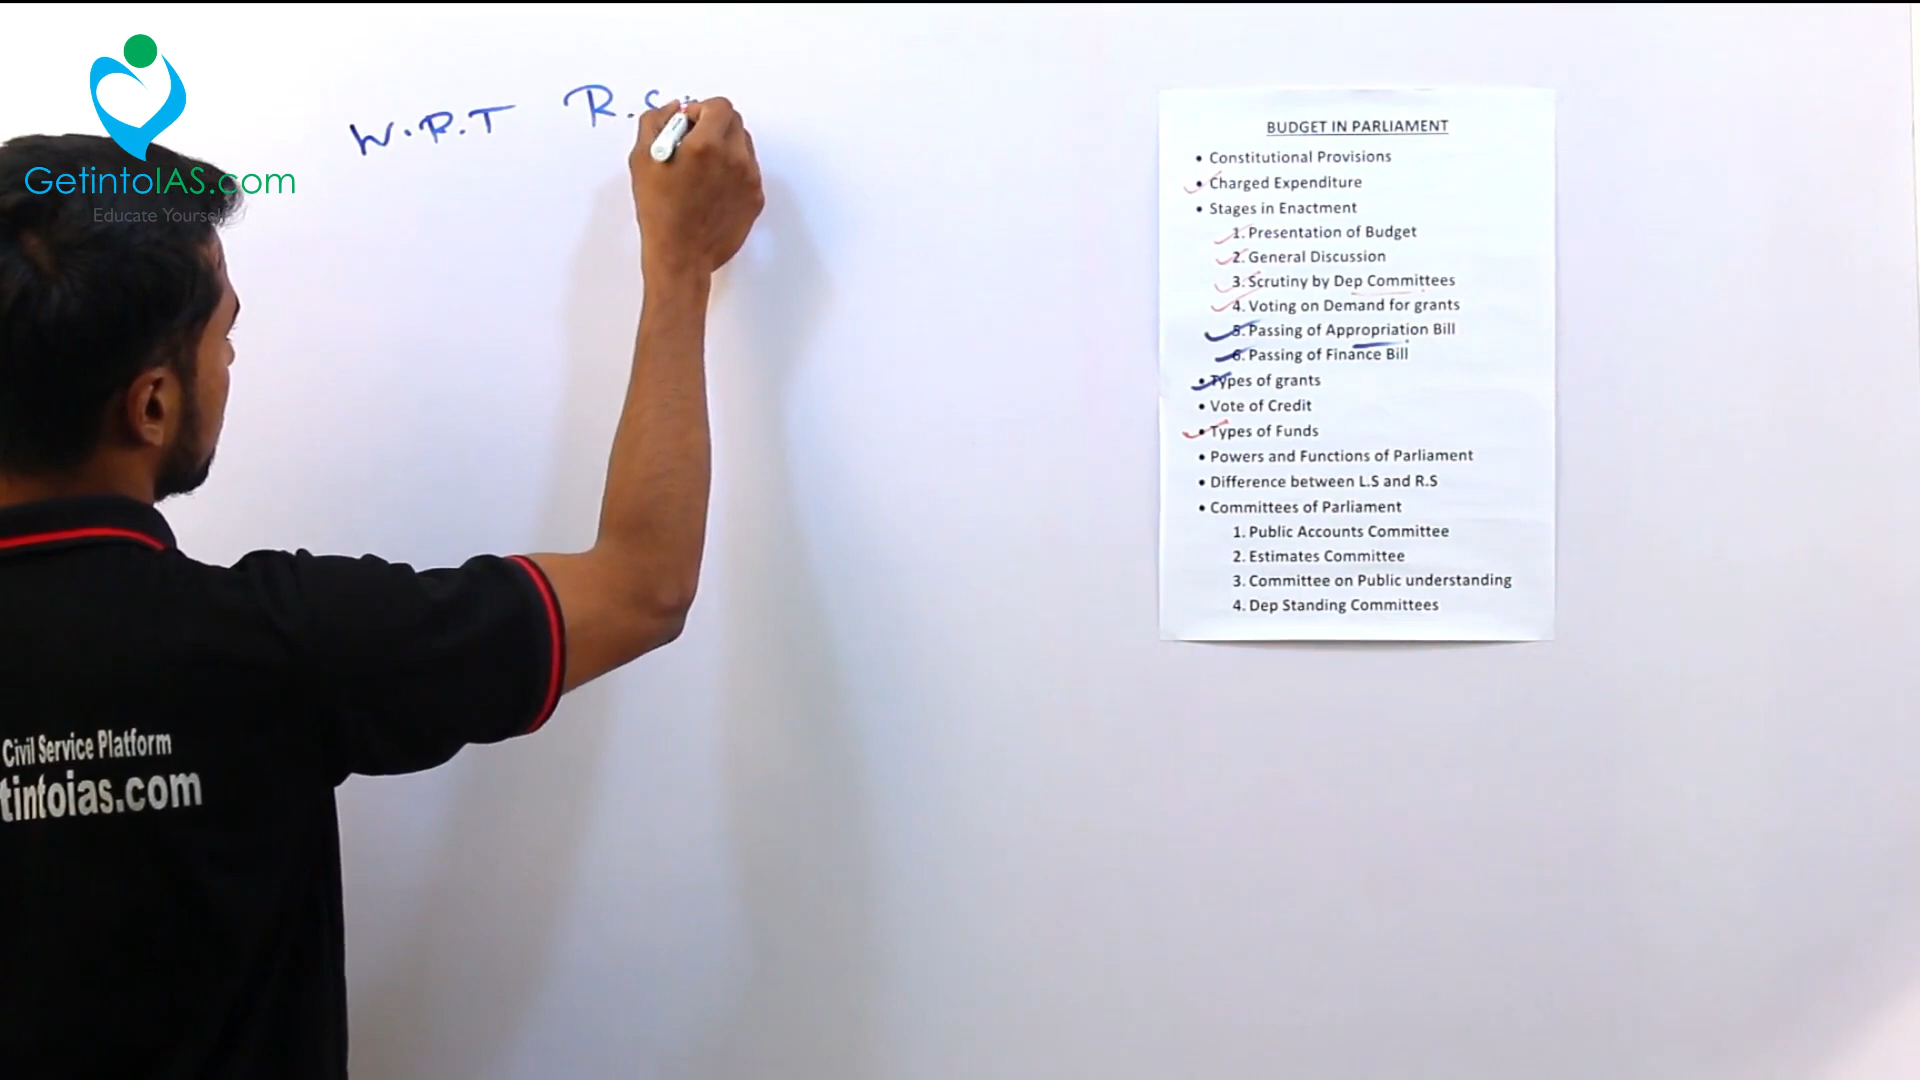 GetintoIAS.com
Educate Yourself
W.R.T R.S
BUDGET IN PARLIAMENT
• Constitutional Provisions
• Charged Expenditure
• Stages in Enactment
1. Presentation of Budget
2. General Discussion
3. Scrutiny by Dep Committees
4. Voting on Demand for grants
5. Passing of Appropriation Bill
6. Passing of Finance Bill
• Types of grants
• Vote of Credit
• Types of Funds
• Powers and Functions of Parliament
• Difference between L.S and R.S
• Committees of Parliament
1. Public Accounts Committee
2. Estimates Committee
3. Committee on Public understanding
4. Dep Standing Committees
Civil Service Platform
tintoias.com